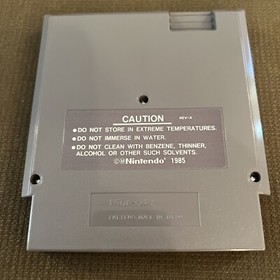 CAUTION
REV-A
•DO NOT STORE IN EXTREME TEMPERATURES.
•DO NOT IMMERSE IN WATER.
•DO NOT CLEAN WITH BENZENE, THINNER,
ALCOHOL OR OTHER SUCH SOLVENTS.
©ⓂNintendo® 1985
Nintendo